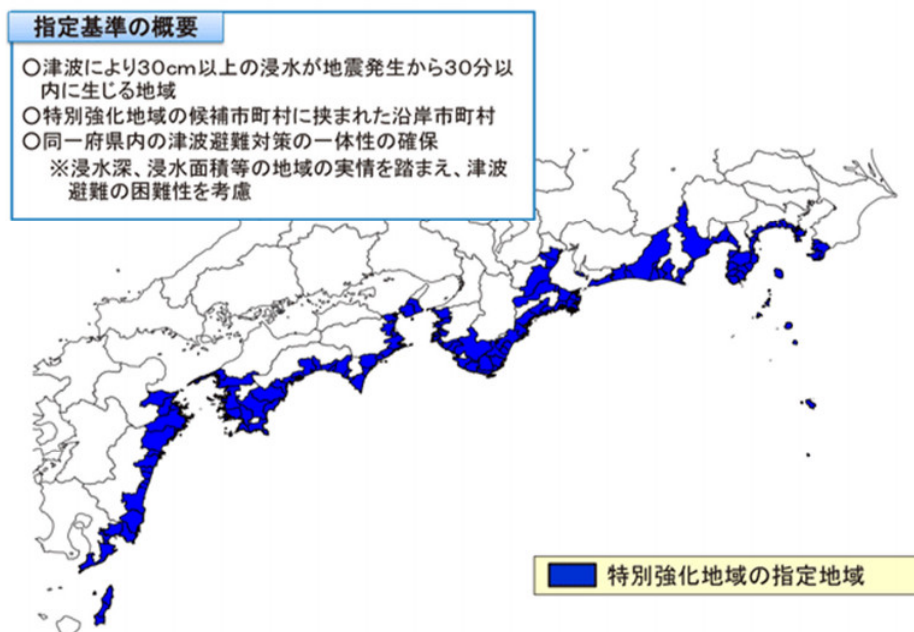 指定基準の概要
○津波により30cm以上の浸水が地震発生から30分以
内に生じる地域
○特別強化地域の候補市町村に挟まれた沿岸市町村
○同一府県内の津波避難対策の一体性の確保
※浸水深、浸水面積等の地域の実情を踏まえ、津波
避難の困難性を考慮
特別強化地域の指定地域